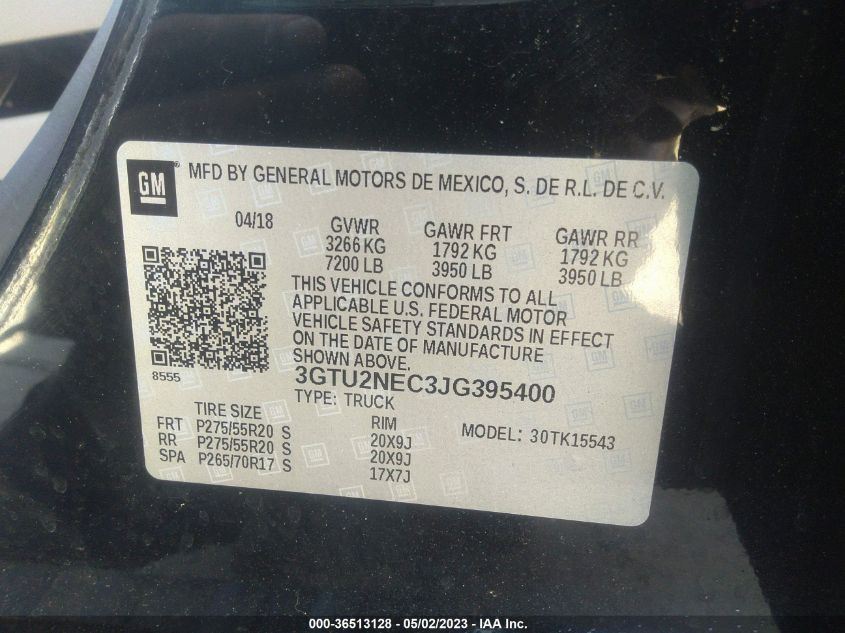 GM
MFD BY GENERAL MOTORS DE MEXICO, S. DE R.L. DE C.V.
04/18 GVWR GAWR FRT GAWR RR
3266 KG 1792 KG 1792 KG
7200 LB 3950 LB 3950 LB
THIS VEHICLE CONFORMS TO ALL
APPLICABLE U.S. FEDERAL MOTOR
VEHICLE SAFETY STANDARDS IN EFFECT
ON THE DATE OF MANUFACTURE
SHOWN ABOVE.
8555
3GTU2NEC3JG395400
TYPE: TRUCK
TIRE SIZE RIM MODEL: 30TK15543
FRT P275/55R20 S 20X9J
RR P275/55R20 S 20X9J
SPA P265/70R17 S 17X7J
000-36513128 - 05/02/2023 - IAA Inc.